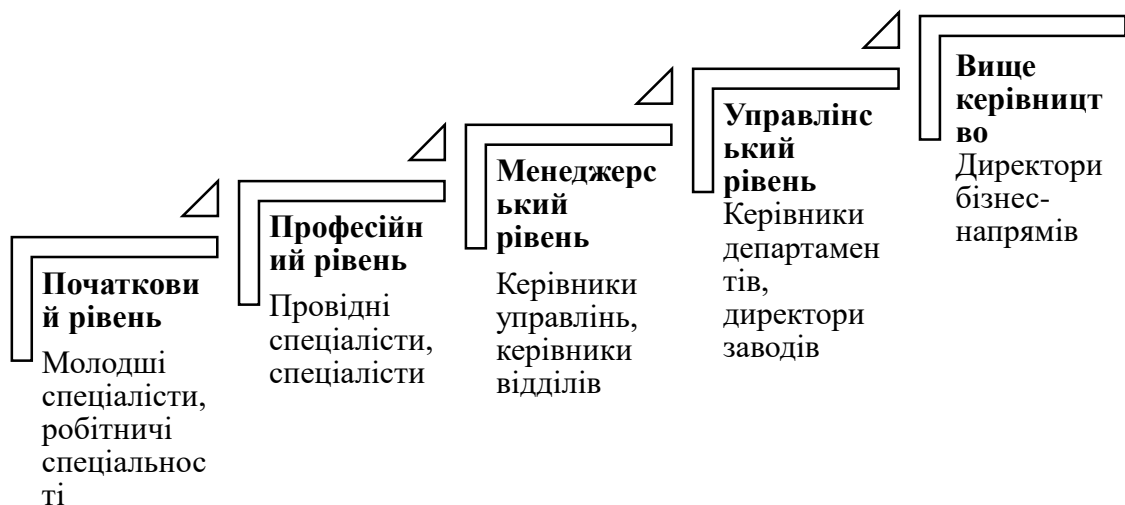 Початкови
й рівень
Молодші
спеціалісти,
робітничі
спеціальнос
ті
Професійн
ий рівень
Провідні
спеціалісти,
спеціалісти
Менеджерс
ький
рівень
Керівники
управлінь,
керівники
відділів
Управлінс
ький
рівень
Керівники
департамен
тів,
директори
заводів
Вище
керівницт
во
Директори
бізнес-
напрямів